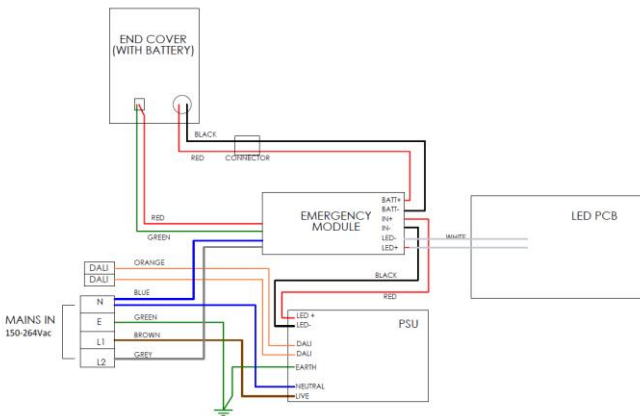 END COVER
(WITH BATTERY)
BLACK
RED
CONNECTOR
EMERGENCY
MODULE
BATT+
BATT-
IN+
IN-
LED-
LED+
LED PCB
WHITE
RED
GREEN
DALI
DALI
ORANGE
BLUE
BLACK
RED
MAINS IN
150-264Vac
N
E
L1
L2
GREEN
BROWN
GREY
LED +
LED-
PSU
DALI
DALI
EARTH
NEUTRAL
LIVE